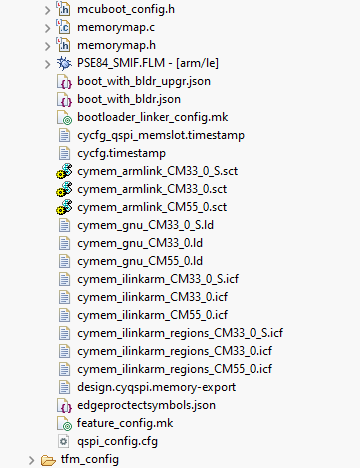 mcuboot_config.h
memorymap.c
memorymap.h
PSE84_SMIF.FLM - [arm/le]
boot_with_bldr_upgr.json
boot_with_bldr.json
bootloader_linker_config.mk
cycfg_qspi_memslot.timestamp
cycfg.timestamp
cymem_armlink_CM33_0_S.sct
cymem_armlink_CM33_0.sct
cymem_armlink_CM55_0.sct
cymem_gnu_CM33_0_S.ld
cymem_gnu_CM33_0.ld
cymem_gnu_CM55_0.ld
cymem_ilinkarm_CM33_0_S.icf
cymem_ilinkarm_CM33_0.icf
cymem_ilinkarm_CM55_0.icf
cymem_ilinkarm_regions_CM33_0_S.icf
cymem_ilinkarm_regions_CM33_0.icf
cymem_ilinkarm_regions_CM55_0.icf
design.cyqspi.memory-export
edgeproctectsymbols.json
feature_config.mk
qspi_config.cfg
tfm_config